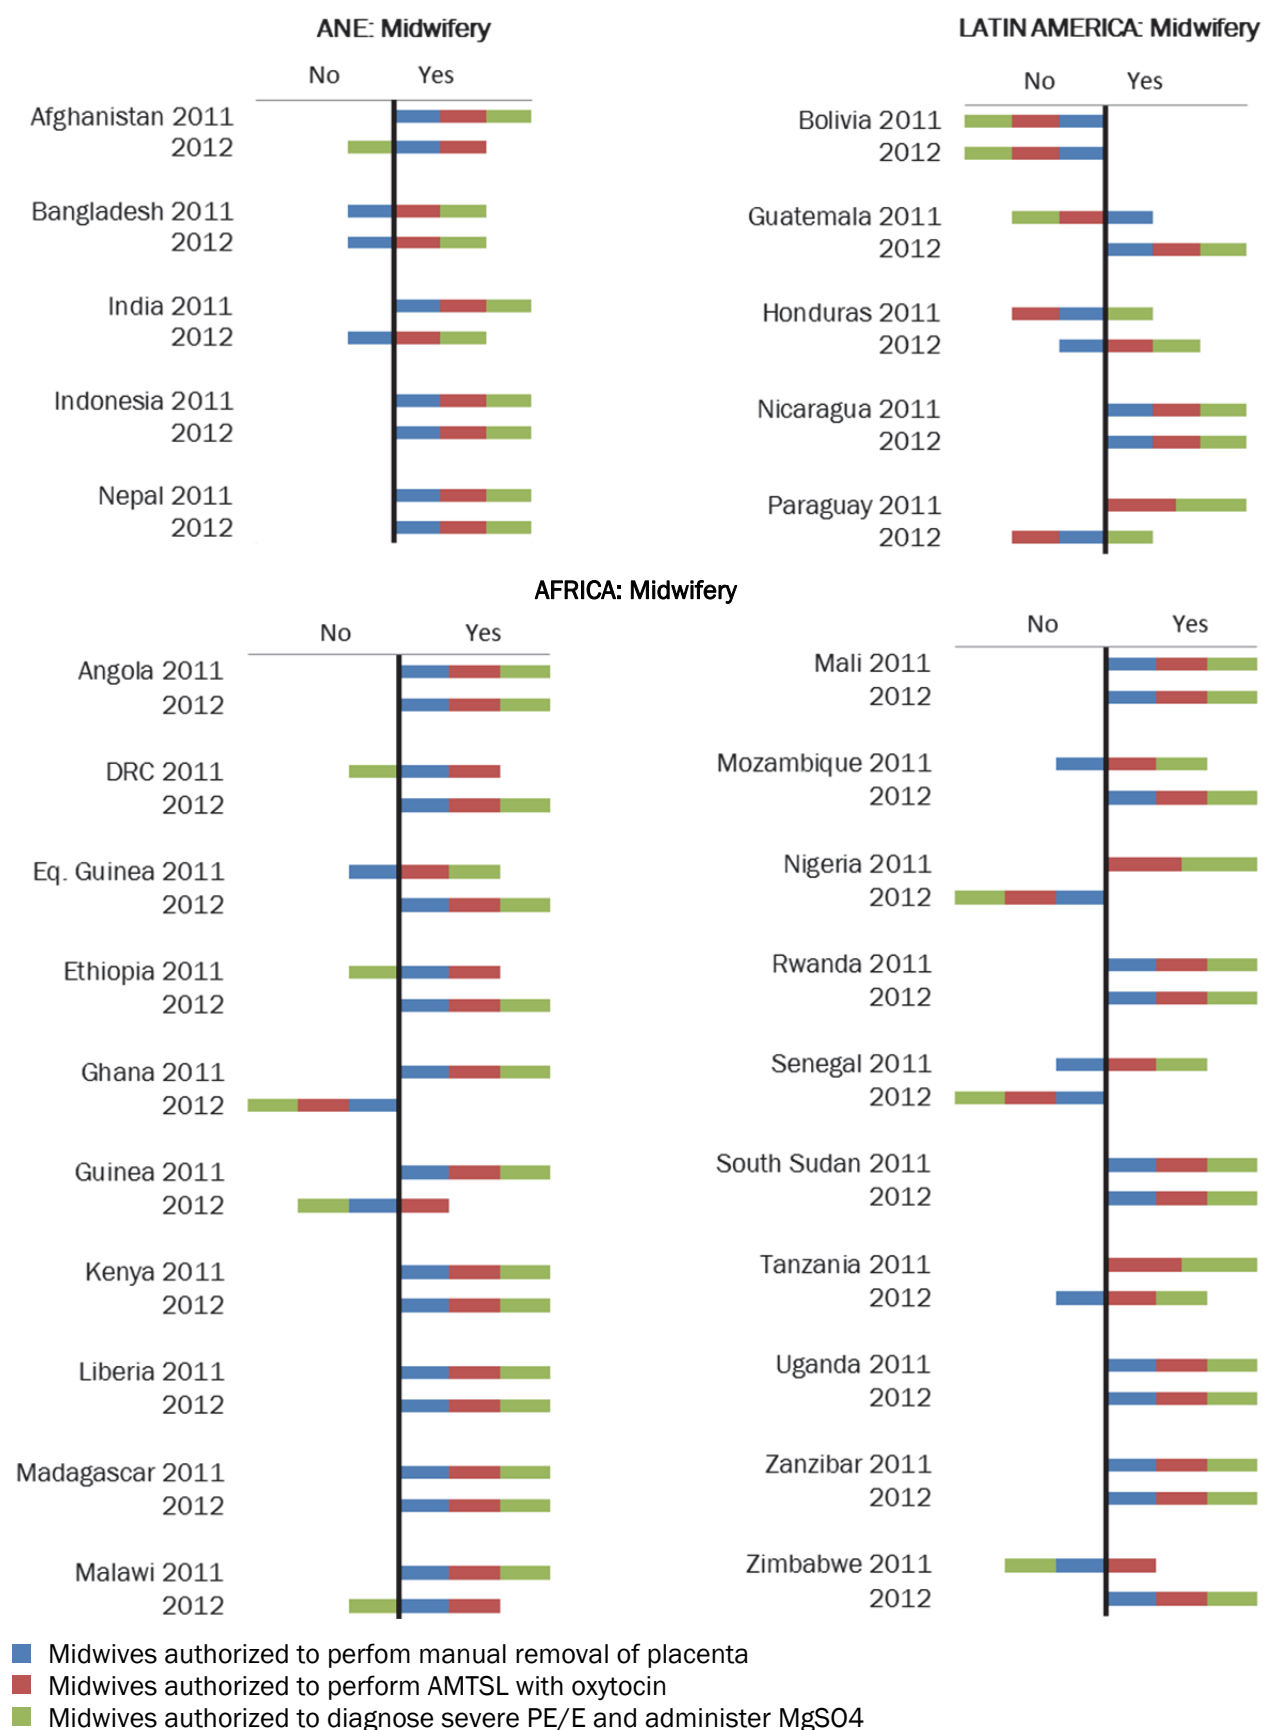 ANE: Midwifery
No Yes
Afghanistan 2011
2012
Bangladesh 2011
2012
India 2011
2012
Indonesia 2011
2012
Nepal 2011
2012
LATIN AMERICA: Midwifery
No Yes
Bolivia 2011
2012
Guatemala 2011
2012
Honduras 2011
2012
Nicaragua 2011
2012
Paraguay 2011
2012
AFRICA: Midwifery
No Yes
Angola 2011
2012
DRC 2011
2012
Eq. Guinea 2011
2012
Ethiopia 2011
2012
Ghana 2011
2012
Guinea 2011
2012
Kenya 2011
2012
Liberia 2011
2012
Madagascar 2011
2012
Malawi 2011
2012
No Yes
Mali 2011
2012
Mozambique 2011
2012
Nigeria 2011
2012
Rwanda 2011
2012
Senegal 2011
2012
South Sudan 2011
2012
Tanzania 2011
2012
Uganda 2011
2012
Zanzibar 2011
2012
Zimbabwe 2011
2012
Midwives authorized to perfom manual removal of placenta
Midwives authorized to perform AMTSL with oxytocin
Midwives authorized to diagnose severe PE/E and administer MgSO4